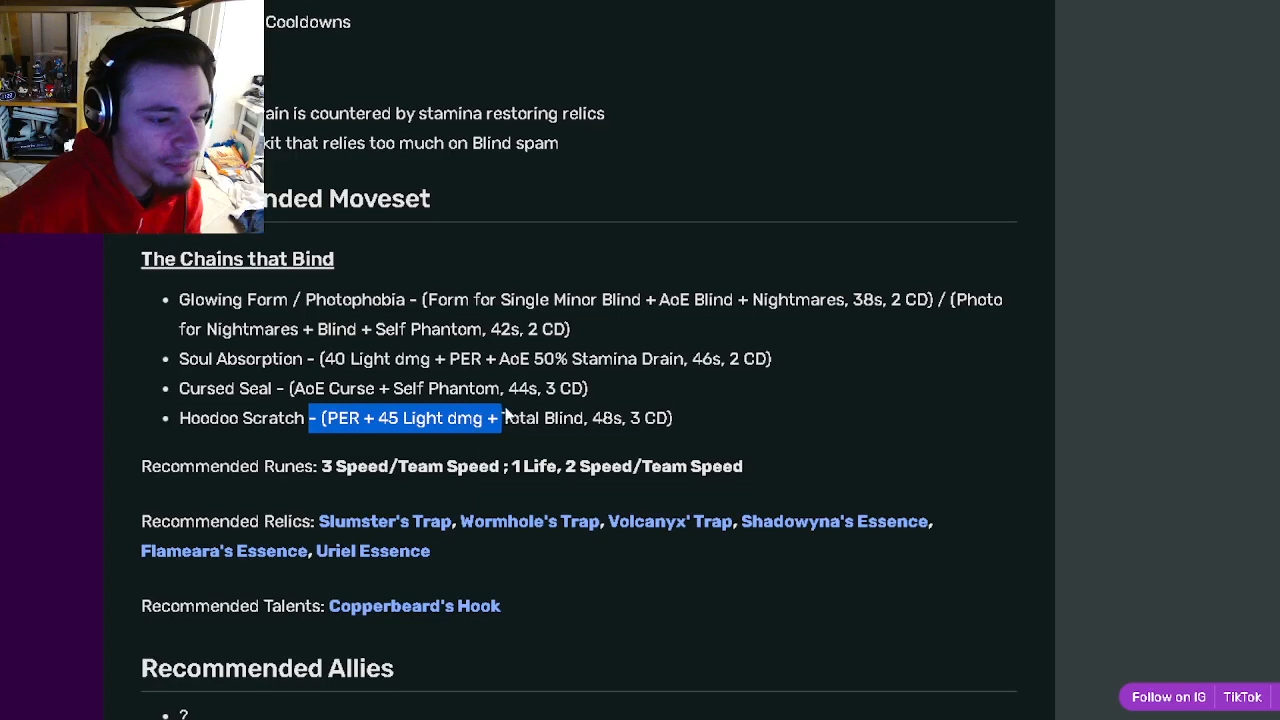 Cooldowns
ain is countered by stamina restoring relics
kit that relies too much on Blind spam
nded Moveset
The Chains that Bind
• Glowing Form / Photophobia - (Form for Single Minor Blind + AoE Blind + Nightmares, 38s, 2 CD) / (Photo
for Nightmares + Blind + Self Phantom, 42s, 2 CD)
• Soul Absorption - (40 Light dmg + PER + AoE 50% Stamina Drain, 46s, 2 CD)
• Cursed Seal - (AoE Curse + Self Phantom, 44s, 3 CD)
• Hoodoo Scratch - (PER + 45 Light dmg + Total Blind, 48s, 3 CD)
Recommended Runes: 3 Speed/Team Speed ; 1 Life, 2 Speed/Team Speed
Recommended Relics: Slumster's Trap, Wormhole's Trap, Volcanyx' Trap, Shadowyna's Essence,
Flameara's Essence, Uriel Essence
Recommended Talents: Copperbeard's Hook
Recommended Allies
• ?
Follow on IG
TikTok